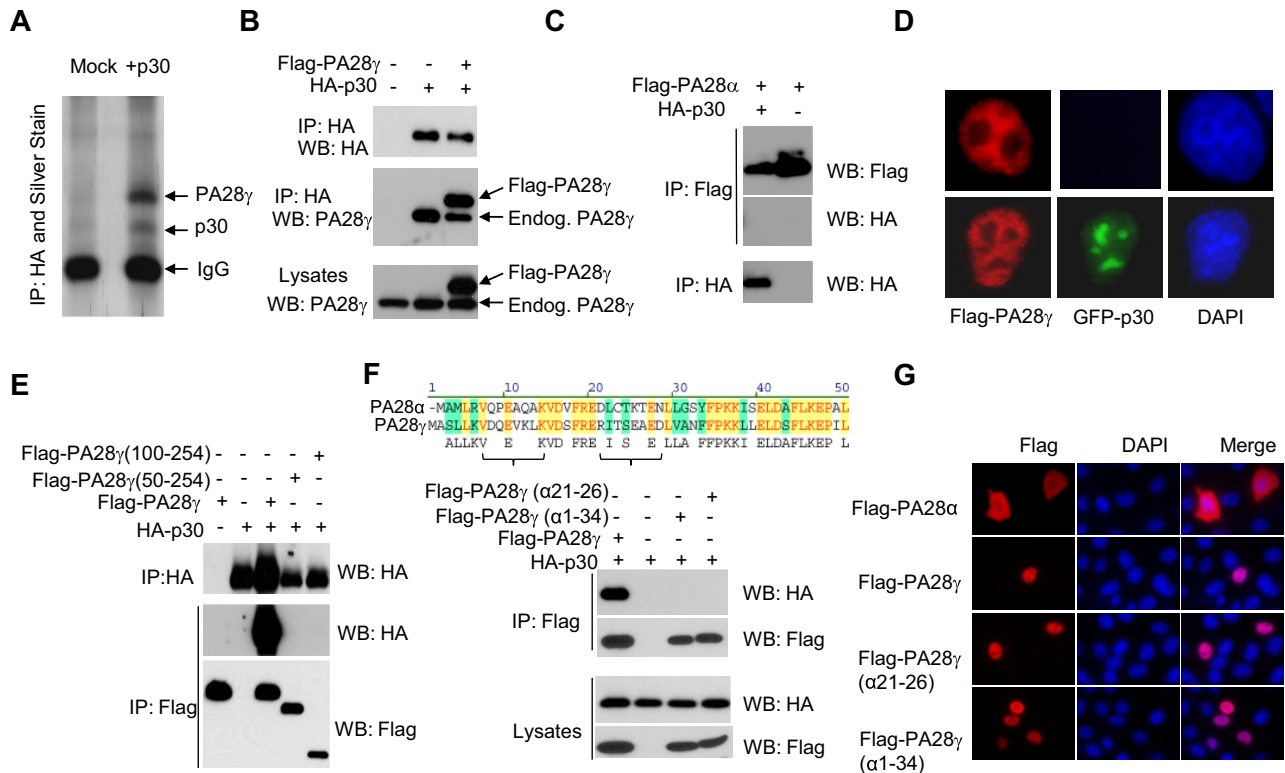 A
Mock +p30
IP: HA and Silver Stain
PA28γ
p30
IgG
B
Flag-PA28γ - - +
HA-p30 - + +
IP: HA
WB: HA
IP: HA
WB: PA28γ
Flag-PA28γ
Endog. PA28γ
Lysates
WB: PA28γ
Flag-PA28γ
Endog. PA28γ
C
Flag-PA28α + +
HA-p30 + -
IP: Flag
WB: Flag
WB: HA
IP: HA
WB: HA
D
Flag-PA28γ GFP-p30 DAPI
E
Flag-PA28γ(100-254) - - - - +
Flag-PA28γ(50-254) - - - + -
Flag-PA28γ + - + - -
HA-p30 - + + + +
IP:HA
WB: HA
WB: HA
IP: Flag
WB: Flag
F
1 10 20 30 40 50
PA28α -MAMLRVQPEAQAKVDVFREDLCTKTENLLGSYFPKKISELDAFLKEPAL
PA28γ MASLLKVDQEVKLKVDSFRERITSEAEDLVANFFPKKLLELDSFLKEPIL
ALLKV E KVD FRE I S E LLA FFPKKI ELDAFLKEP L
Flag-PA28γ (α21-26) - - - +
Flag-PA28γ (α1-34) - - + -
Flag-PA28γ + - - -
HA-p30 + + + +
IP: Flag
WB: HA
WB: Flag
Lysates
WB: HA
WB: Flag
G
Flag DAPI Merge
Flag-PA28α
Flag-PA28γ
Flag-PA28γ
(α21-26)
Flag-PA28γ
(α1-34)